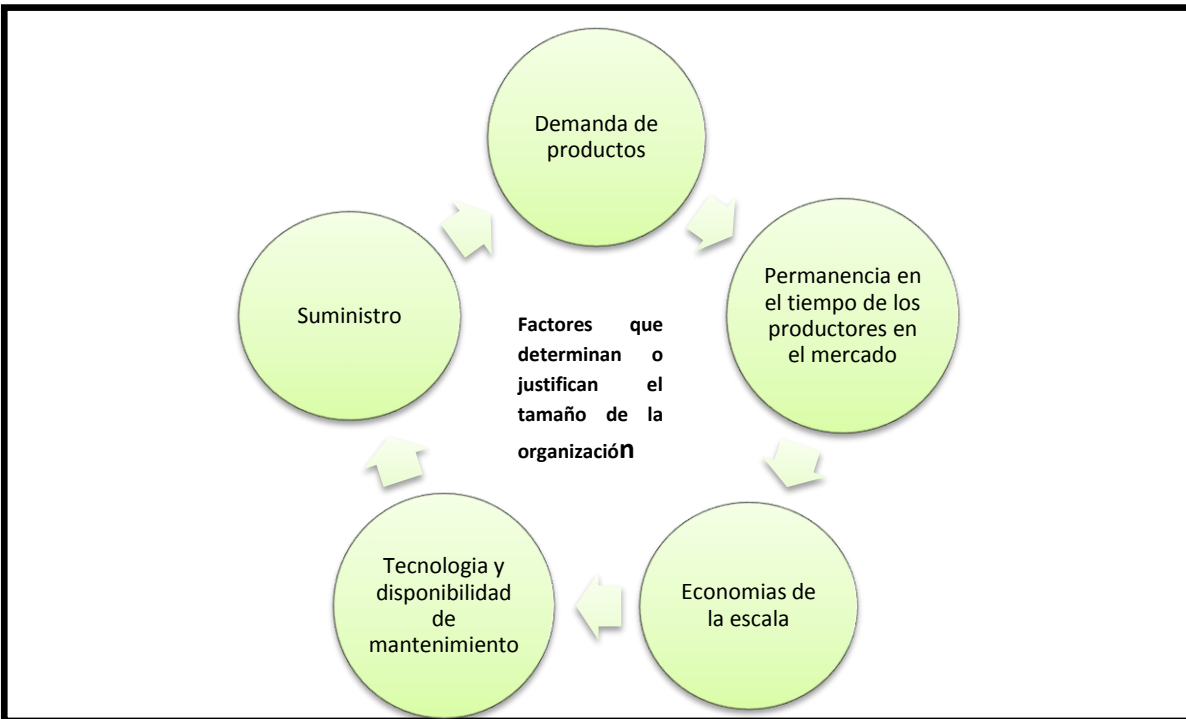 Demanda de
productos
Permanencia en
el tiempo de los
productores en
el mercado
Economias de
la escala
Tecnologia y
disponibilidad
de
mantenimiento
Suministro
Factores que
determinan o
justifican el
tamaño de la
organización